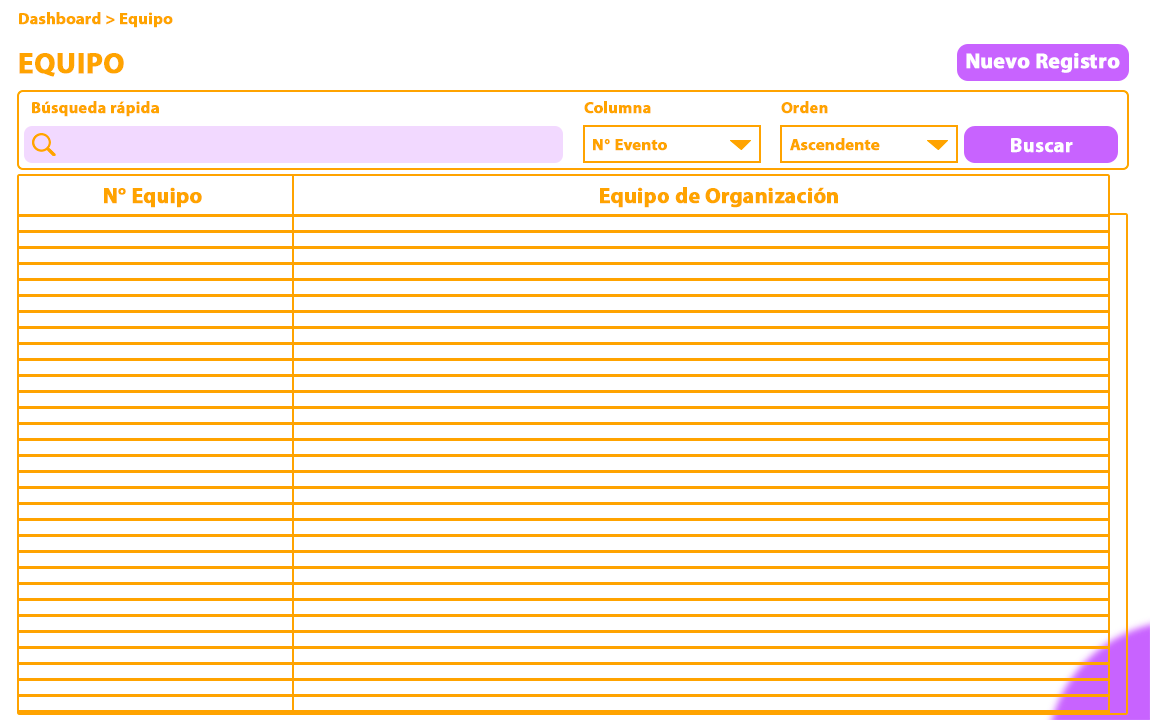 Dashboard > Equipo
EQUIPO
Nuevo Registro
Búsqueda rápida
Columna
Orden
N° Evento
Ascendente
Buscar
N° Equipo
Equipo de Organización